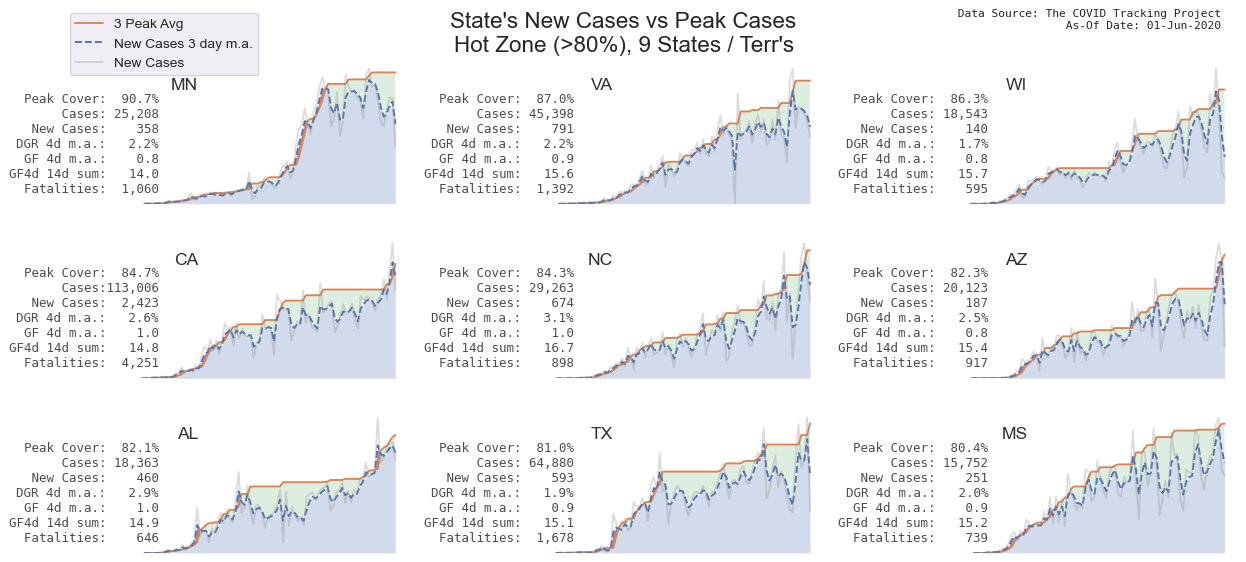 3 Peak Avg
New Cases 3 day m.a.
New Cases
State's New Cases vs Peak Cases
Hot Zone (>80%), 9 States / Terr's
Data Source: The COVID Tracking Project
As-Of Date: 01-Jun-2020
MN
Peak Cover: 90.7%
Cases: 25,208
New Cases: 358
DGR 4d m.a.: 2.2%
GF 4d m.a.: 0.8
GF4d 14d sum: 14.0
Fatalities: 1,060
VA
Peak Cover: 87.0%
Cases: 45,398
New Cases: 791
DGR 4d m.a.: 2.2%
GF 4d m.a.: 0.9
GF4d 14d sum: 15.6
Fatalities: 1,392
WI
Peak Cover: 86.3%
Cases: 18,543
New Cases: 140
DGR 4d m.a.: 1.7%
GF 4d m.a.: 0.8
GF4d 14d sum: 15.7
Fatalities: 595
CA
Peak Cover: 84.7%
Cases:113,006
New Cases: 2,423
DGR 4d m.a.: 2.6%
GF 4d m.a.: 1.0
GF4d 14d sum: 14.8
Fatalities: 4,251
NC
Peak Cover: 84.3%
Cases: 29,263
New Cases: 674
DGR 4d m.a.: 3.1%
GF 4d m.a.: 1.0
GF4d 14d sum: 16.7
Fatalities: 898
AZ
Peak Cover: 82.3%
Cases: 20,123
New Cases: 187
DGR 4d m.a.: 2.5%
GF 4d m.a.: 0.8
GF4d 14d sum: 15.4
Fatalities: 917
AL
Peak Cover: 82.1%
Cases: 18,363
New Cases: 460
DGR 4d m.a.: 2.9%
GF 4d m.a.: 1.0
GF4d 14d sum: 14.9
Fatalities: 646
TX
Peak Cover: 81.0%
Cases: 64,880
New Cases: 593
DGR 4d m.a.: 1.9%
GF 4d m.a.: 0.9
GF4d 14d sum: 15.1
Fatalities: 1,678
MS
Peak Cover: 80.4%
Cases: 15,752
New Cases: 251
DGR 4d m.a.: 2.0%
GF 4d m.a.: 0.9
GF4d 14d sum: 15.2
Fatalities: 739